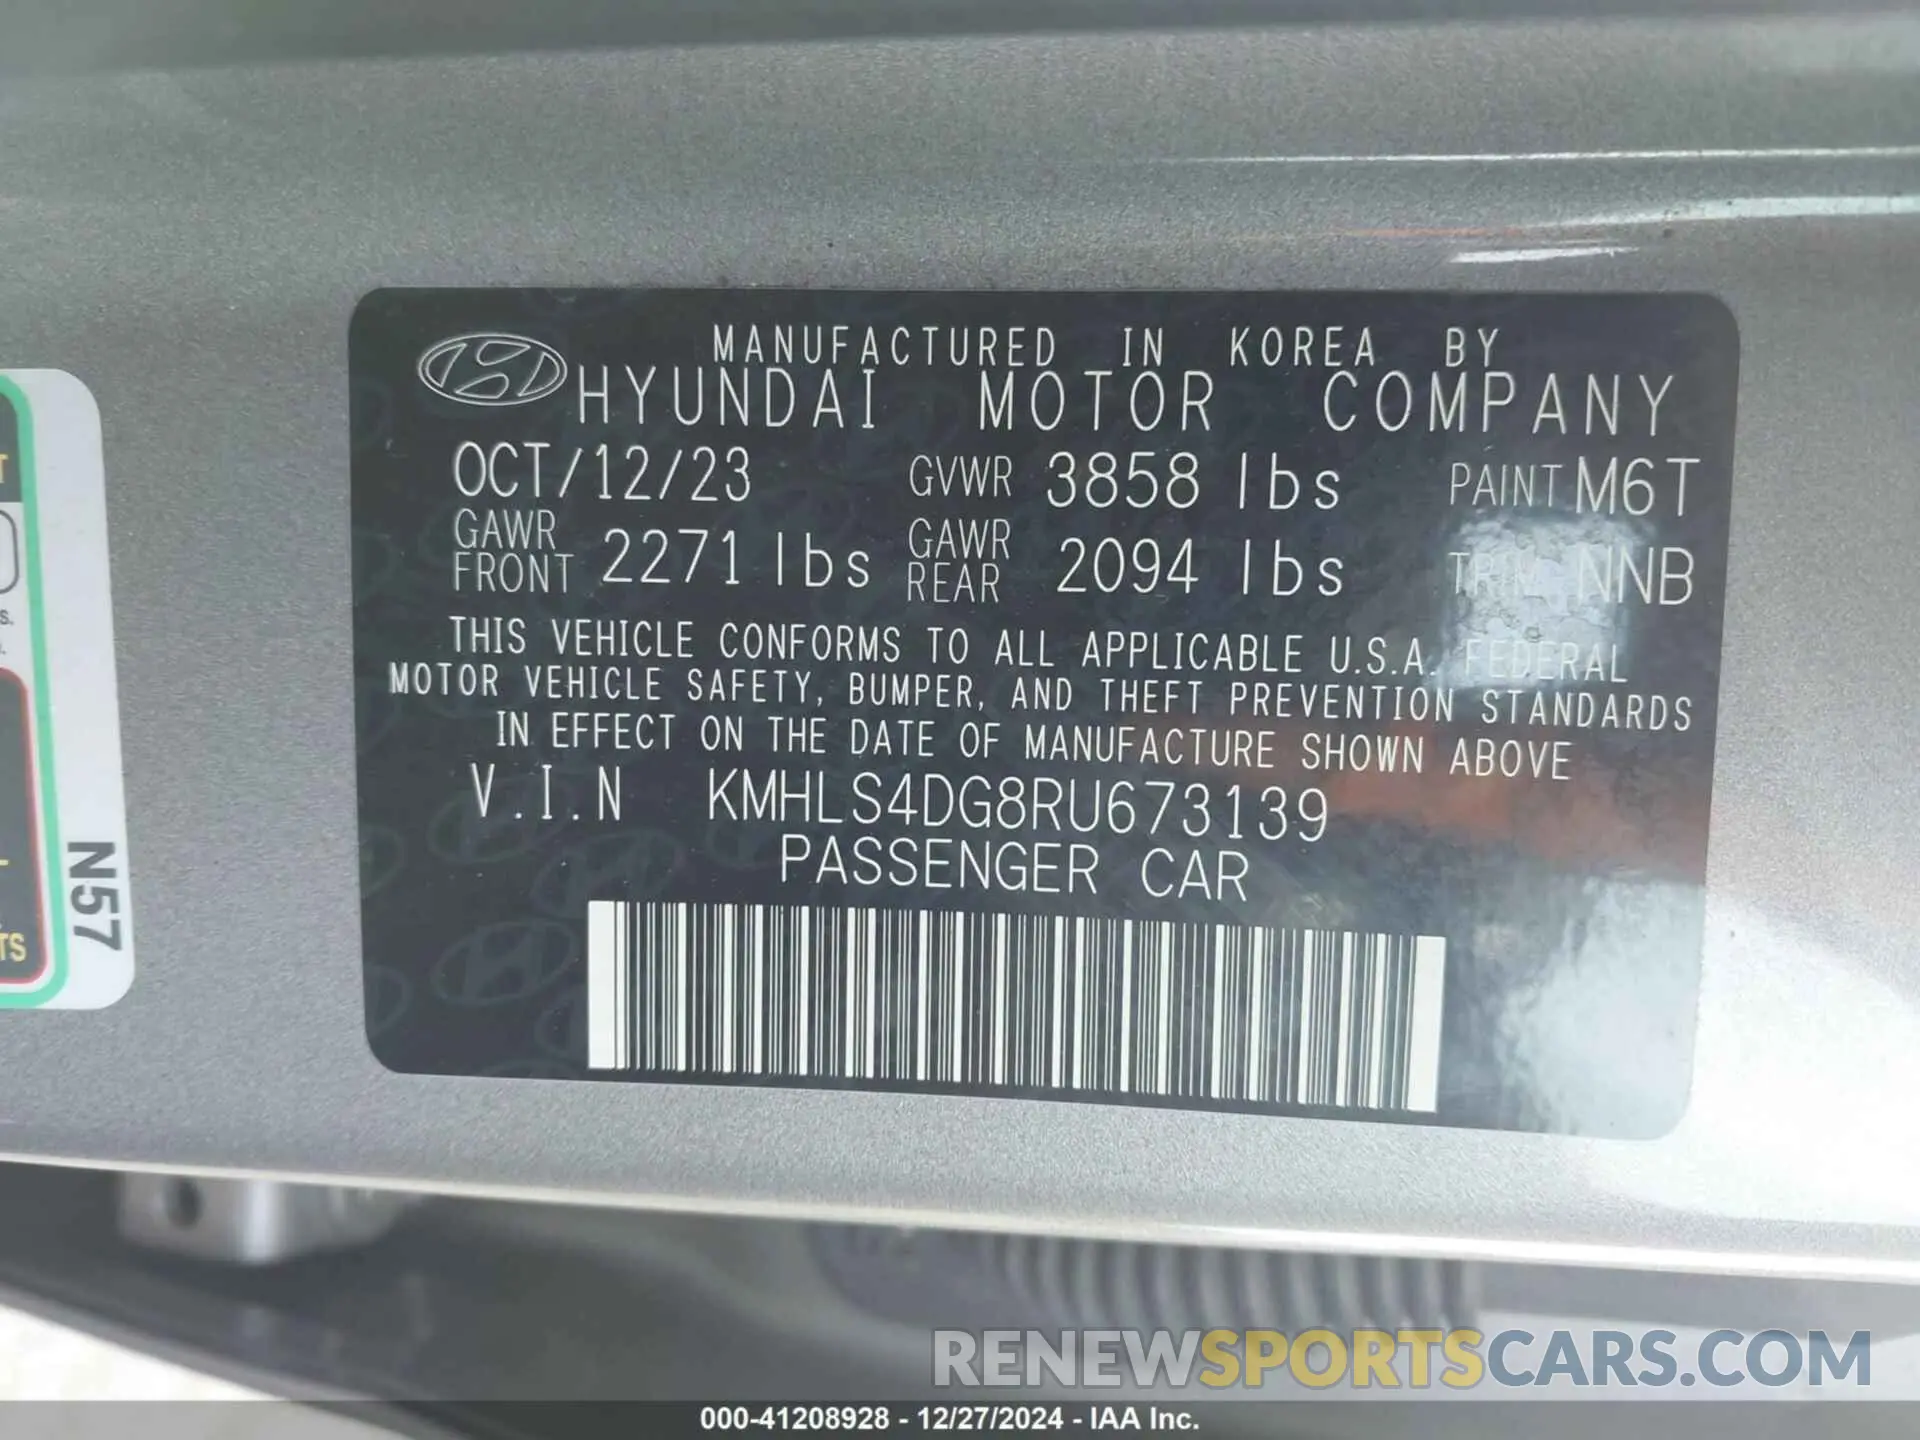 MANUFACTURED IN KOREA BY
HYUNDAI MOTOR COMPANY
OCT/12/23 GVWR 3858 lbs PAINT M6T
GAWR FRONT 2271 lbs GAWR REAR 2094 lbs TRIM NNB
THIS VEHICLE CONFORMS TO ALL APPLICABLE U.S.A. FEDERAL
MOTOR VEHICLE SAFETY, BUMPER, AND THEFT PREVENTION STANDARDS
IN EFFECT ON THE DATE OF MANUFACTURE SHOWN ABOVE
V.I.N KMHLS4DG8RU673139
PASSENGER CAR
N57
TS
RENEWSPORTSCARS.COM
000-41208928 - 12/27/2024 - IAA Inc.